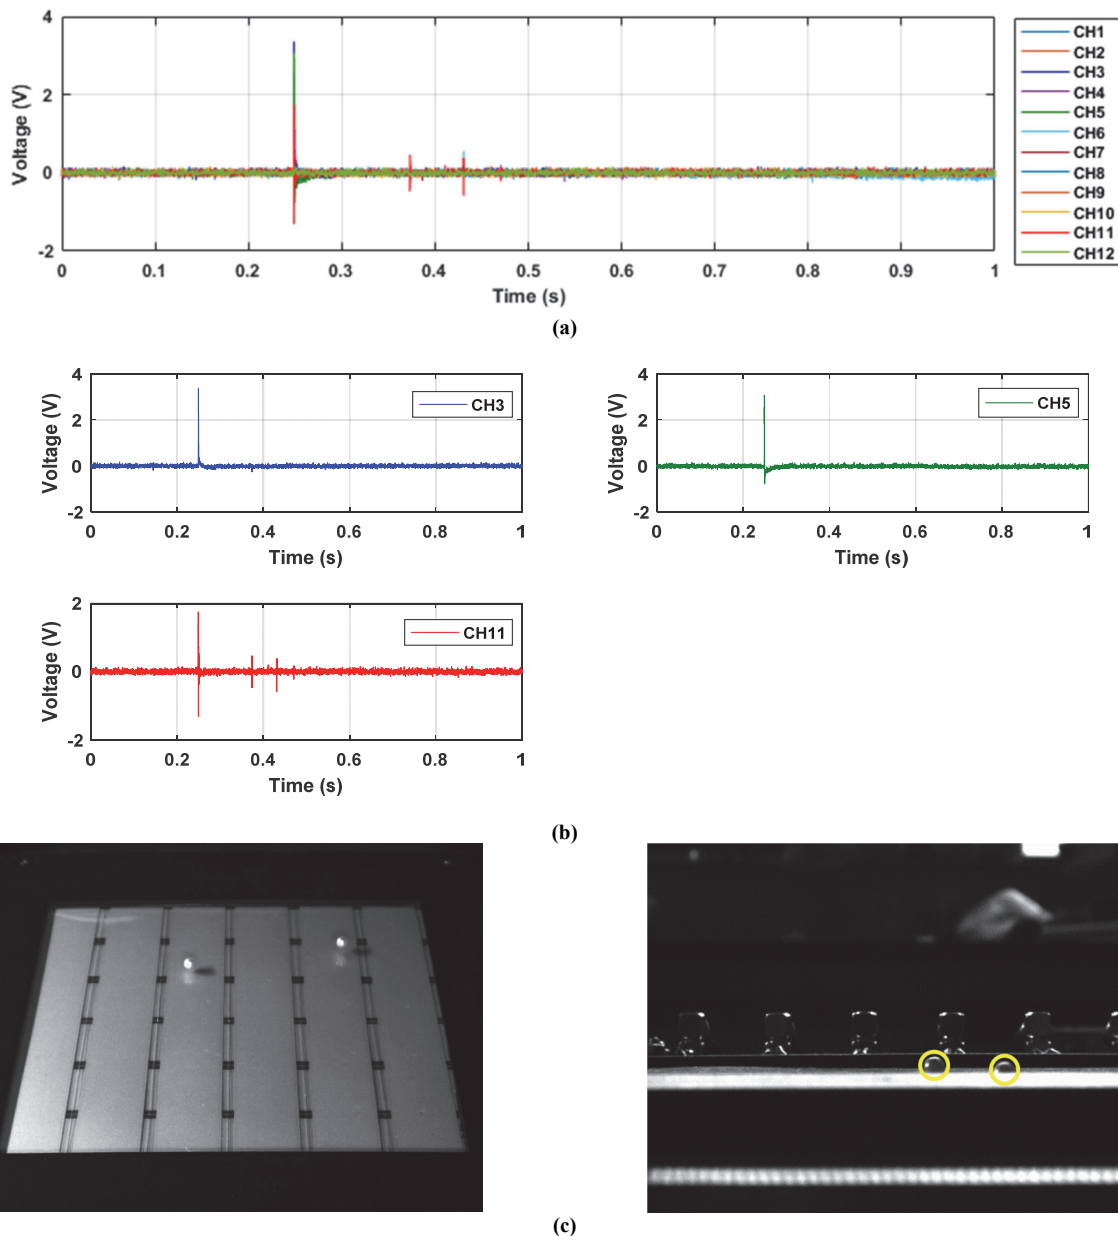 4
2
0
-2
Voltage (V)
0 0.1 0.2 0.3 0.4 0.5 0.6 0.7 0.8 0.9 1
Time (s)
CH1
CH2
CH3
CH4
CH5
CH6
CH7
CH8
CH9
CH10
CH11
CH12
(a)
4
2
0
-2
Voltage (V)
CH3
0 0.2 0.4 0.6 0.8 1
Time (s)
4
2
0
-2
Voltage (V)
CH5
0 0.2 0.4 0.6 0.8 1
Time (s)
2
0
-2
Voltage (V)
CH11
0 0.2 0.4 0.6 0.8 1
Time (s)
(b)
(c)